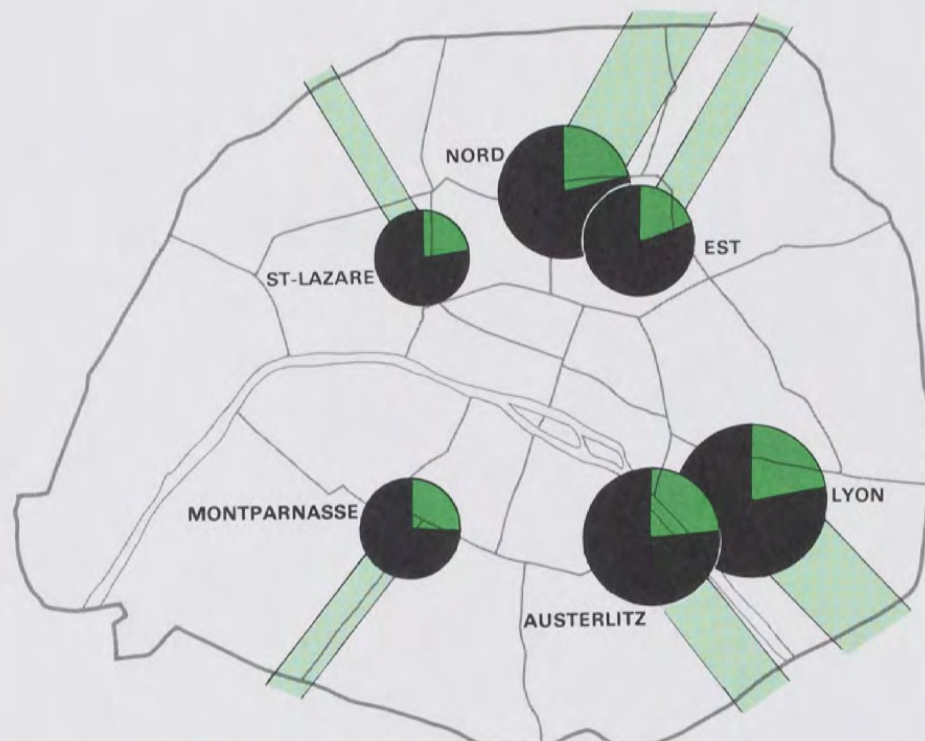 NORD
EST
ST-LAZARE
MONTPARNASSE
LYON
AUSTERLITZ